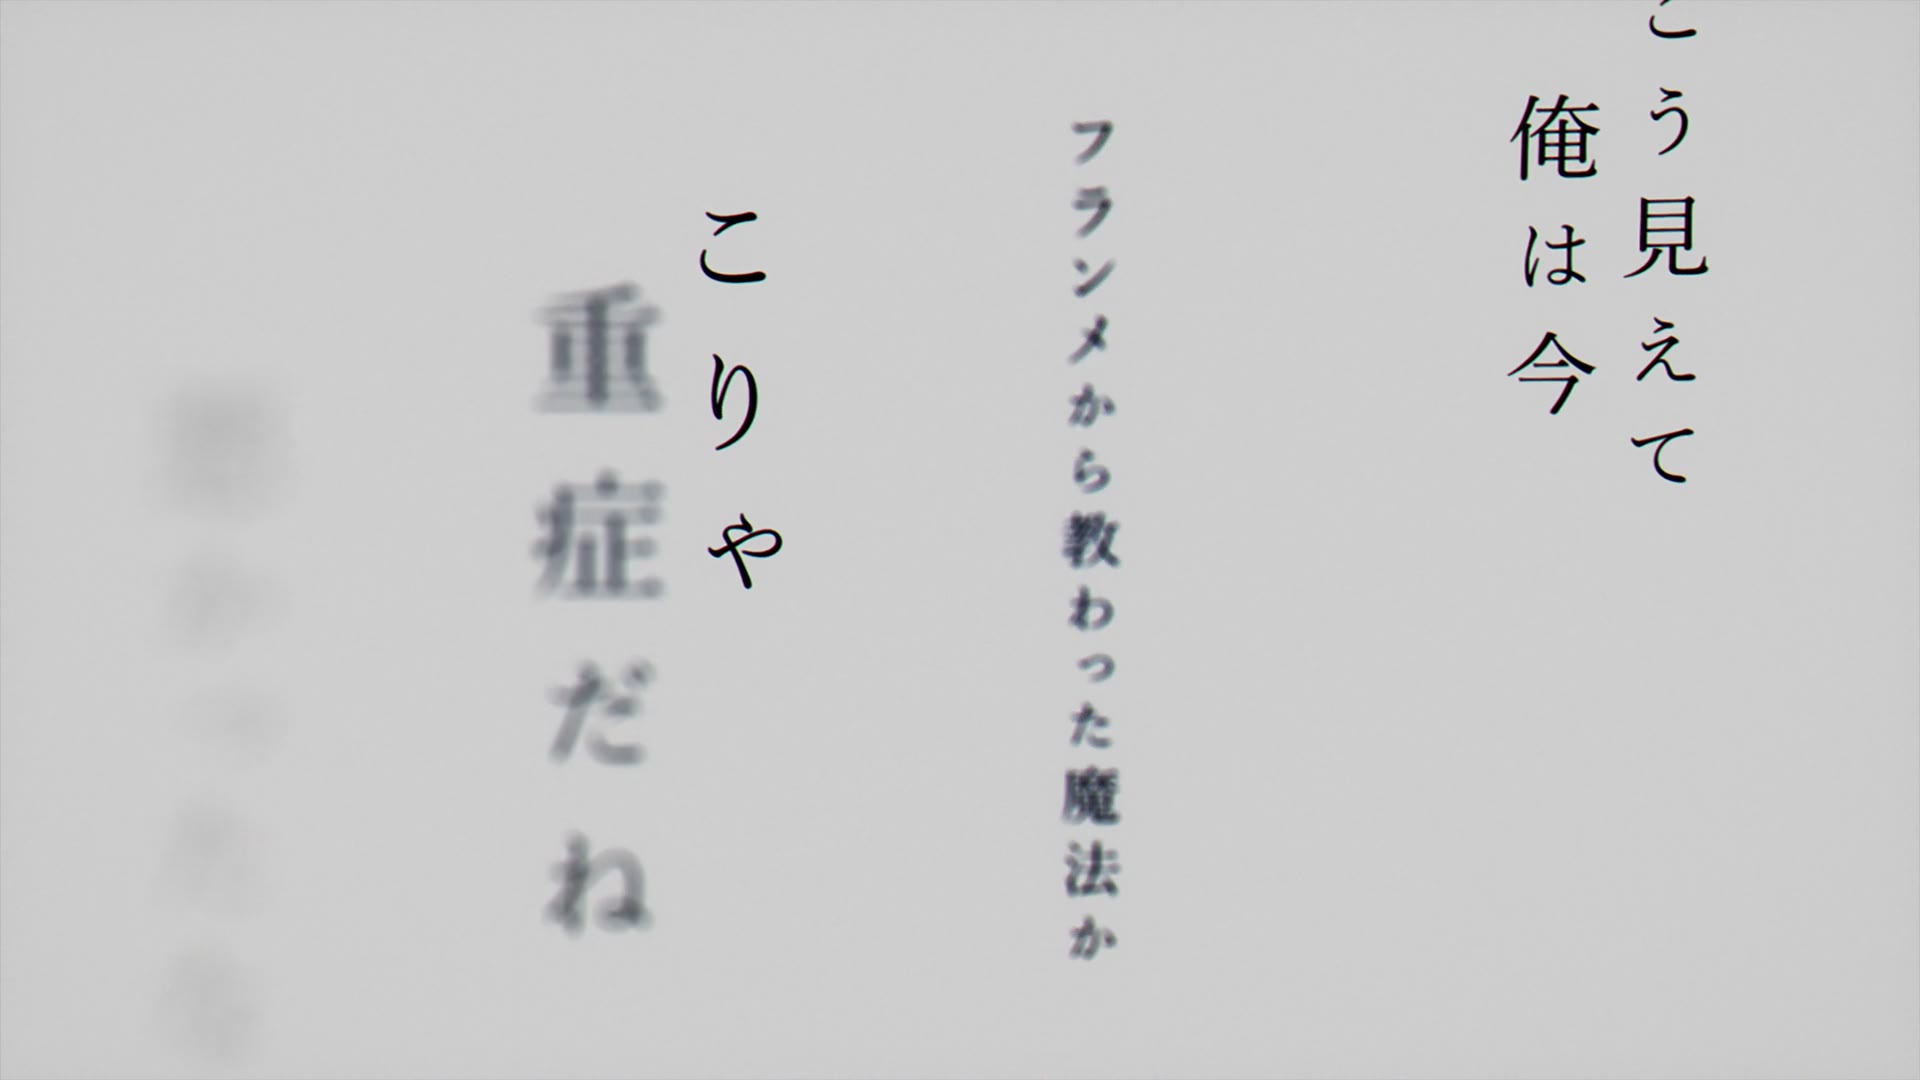 こう見えて
俺は今
フランメから教わった魔法か
こりゃ
重症だね